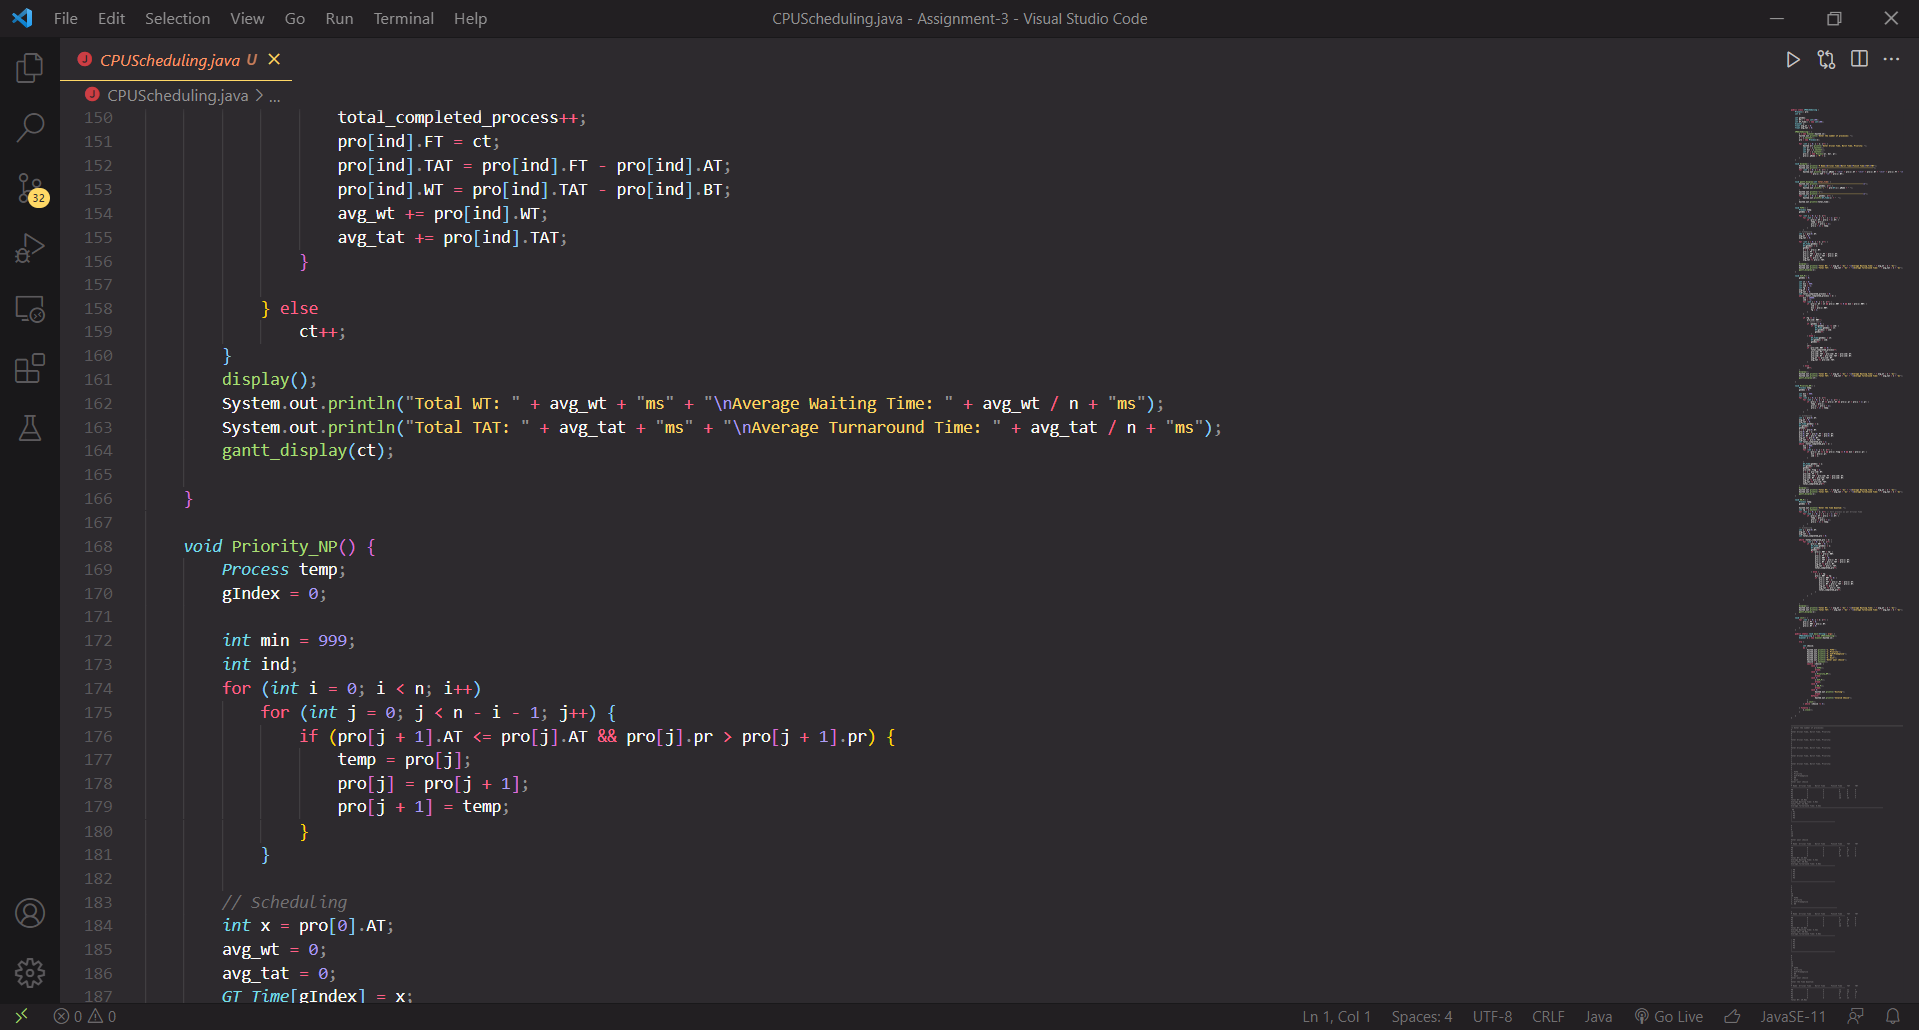 File Edit Selection View Go Run Terminal Help
CPUScheduling.java - Assignment-3 - Visual Studio Code
CPUScheduling.java U
CPUScheduling.java > ...
150 total_completed_process++;
151 pro[ind].FT = ct;
152 pro[ind].TAT = pro[ind].FT - pro[ind].AT;
153 pro[ind].WT = pro[ind].TAT - pro[ind].BT;
154 avg_wt += pro[ind].WT;
155 avg_tat += pro[ind].TAT;
156 }
157
158 } else
159 ct++;
160 }
161 display();
162 System.out.println("Total WT: " + avg_wt + "ms" + "\nAverage Waiting Time: " + avg_wt / n + "ms");
163 System.out.println("Total TAT: " + avg_tat + "ms" + "\nAverage Turnaround Time: " + avg_tat / n + "ms");
164 gantt_display(ct);
165
166 }
167
168 void Priority_NP() {
169 Process temp;
170 gIndex = 0;
171
172 int min = 999;
173 int ind;
174 for (int i = 0; i < n; i++)
175 for (int j = 0; j < n - i - 1; j++) {
176 if (pro[j + 1].AT <= pro[j].AT && pro[j].pr > pro[j + 1].pr) {
177 temp = pro[j];
178 pro[j] = pro[j + 1];
179 pro[j + 1] = temp;
180 }
181 }
182
183 // Scheduling
184 int x = pro[0].AT;
185 avg_wt = 0;
186 avg_tat = 0;
187 GT_Time[gIndex] = x;
32
0 0
Ln 1, Col 1 Spaces: 4 UTF-8 CRLF Java Go Live JavaSE-11